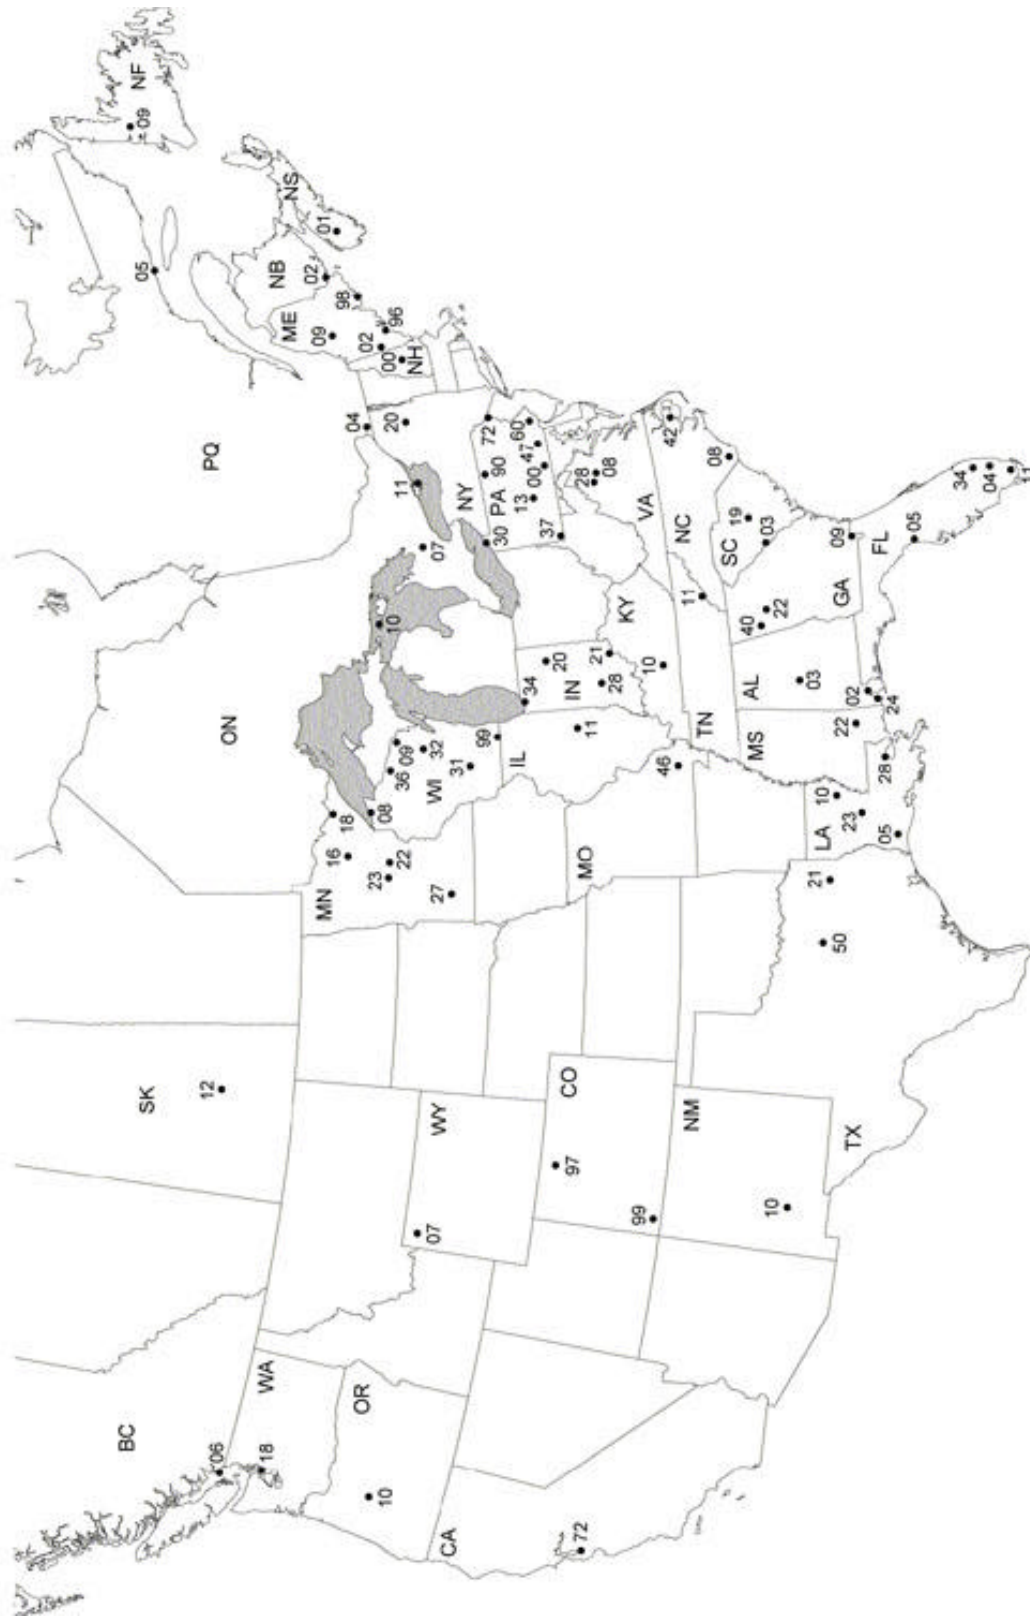 BC
SK
NF
09
05
PQ
06
12
ON
WA
18
NB
ME
NS
02
09
01
MN
16
18
98
OR
04
02
23
10
08
10
20
00
96
22
36
11
09
NH
07
WY
WI
32
07
CA
27
31
NY
72
99
PA
90
30
IL
13
47
60
00
34
37
20
CO
97
IN
72
MO
11
21
28
08
28
KY
99
10
VA
46
42
NM
NC
11
TN
08
SC
19
40
AL
MS
03
10
22
03
21
LA
10
50
GA
23
22
TX
09
02
FL
05
28
24
05
34
04
11